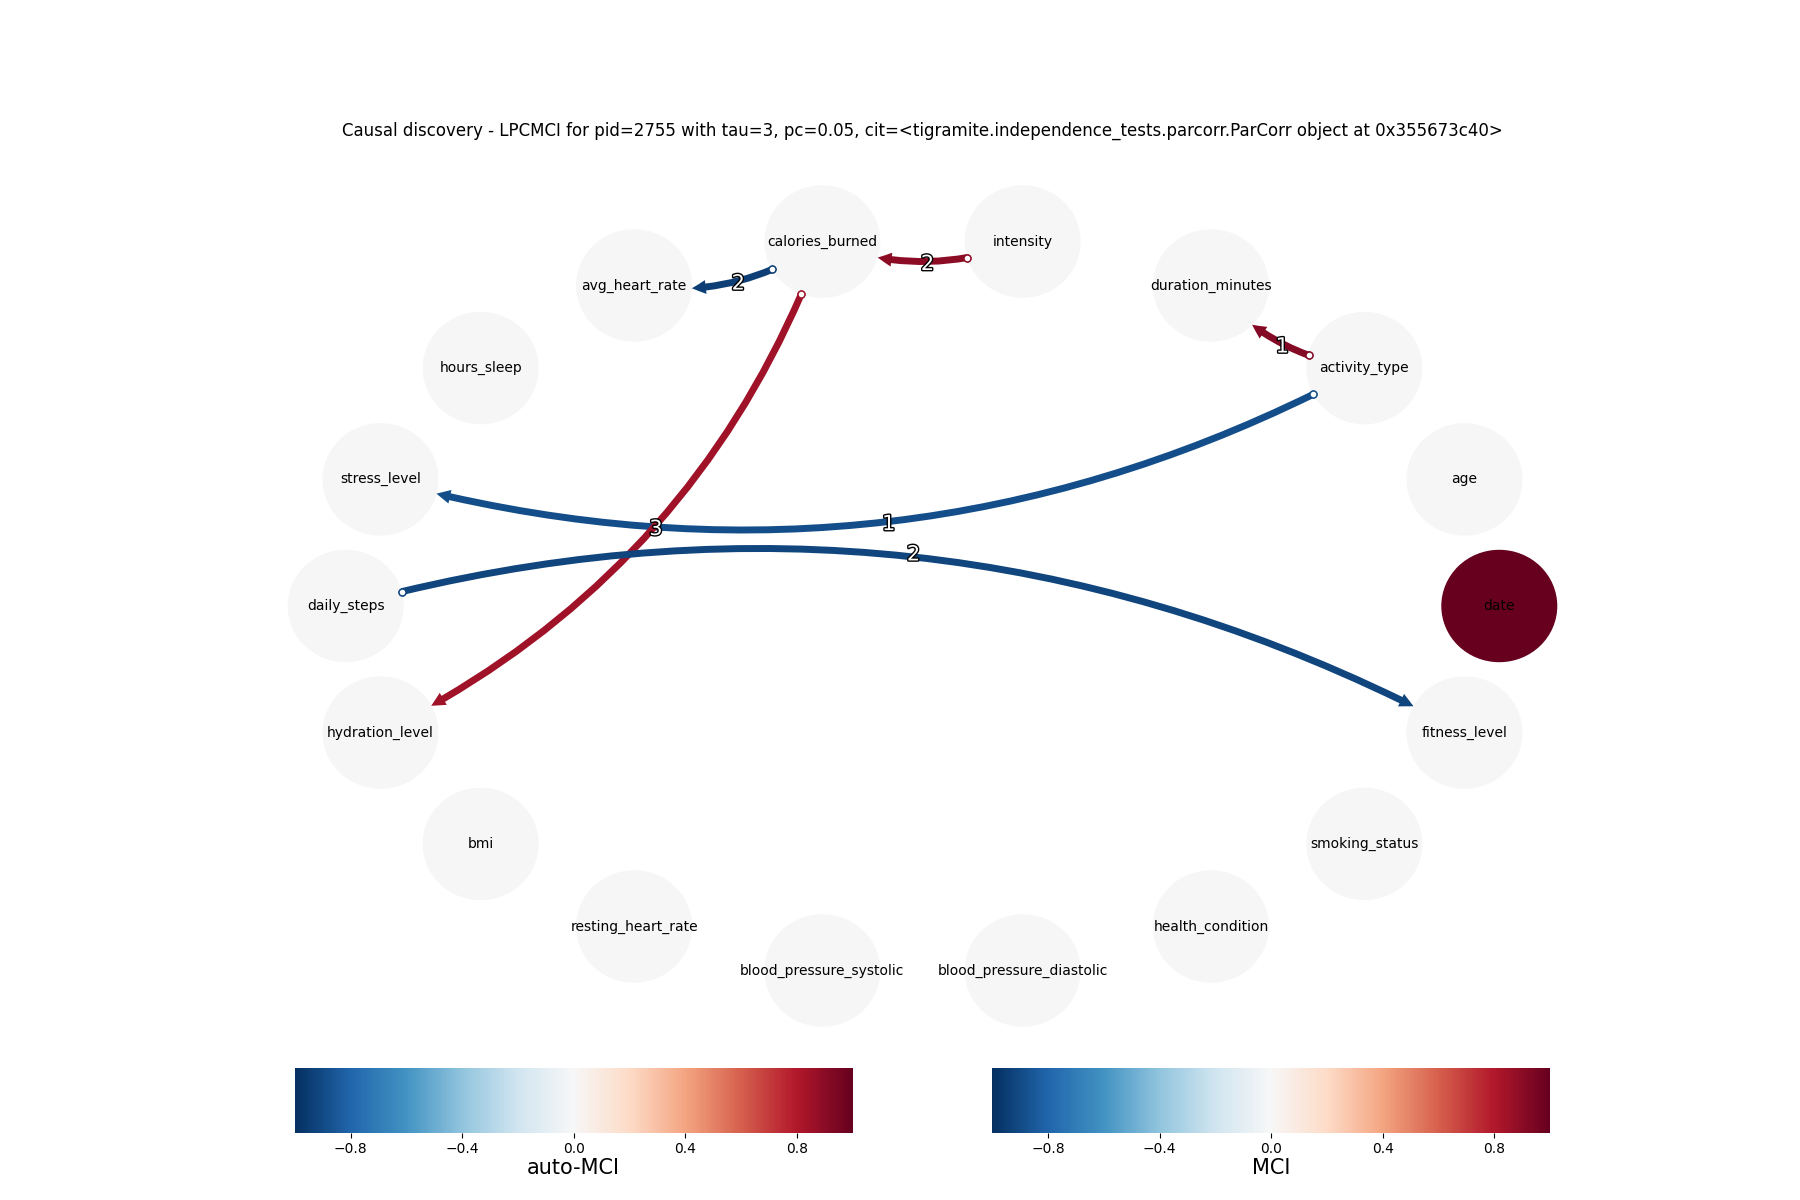 Causal discovery - LPCMCI for pid=2755 with tau=3, pc=0.05, cit=<tigramite.independence_tests.parcorr.ParCorr object at 0x355673c40>
calories_burned
intensity
2
avg_heart_rate
2
duration_minutes
1
hours_sleep
activity_type
stress_level
age
3
1
2
daily_steps
date
hydration_level
fitness_level
bmi
smoking_status
resting_heart_rate
health_condition
blood_pressure_systolic
blood_pressure_diastolic
−0.8 −0.4 0.0 0.4 0.8
auto-MCI
−0.8 −0.4 0.0 0.4 0.8
MCI